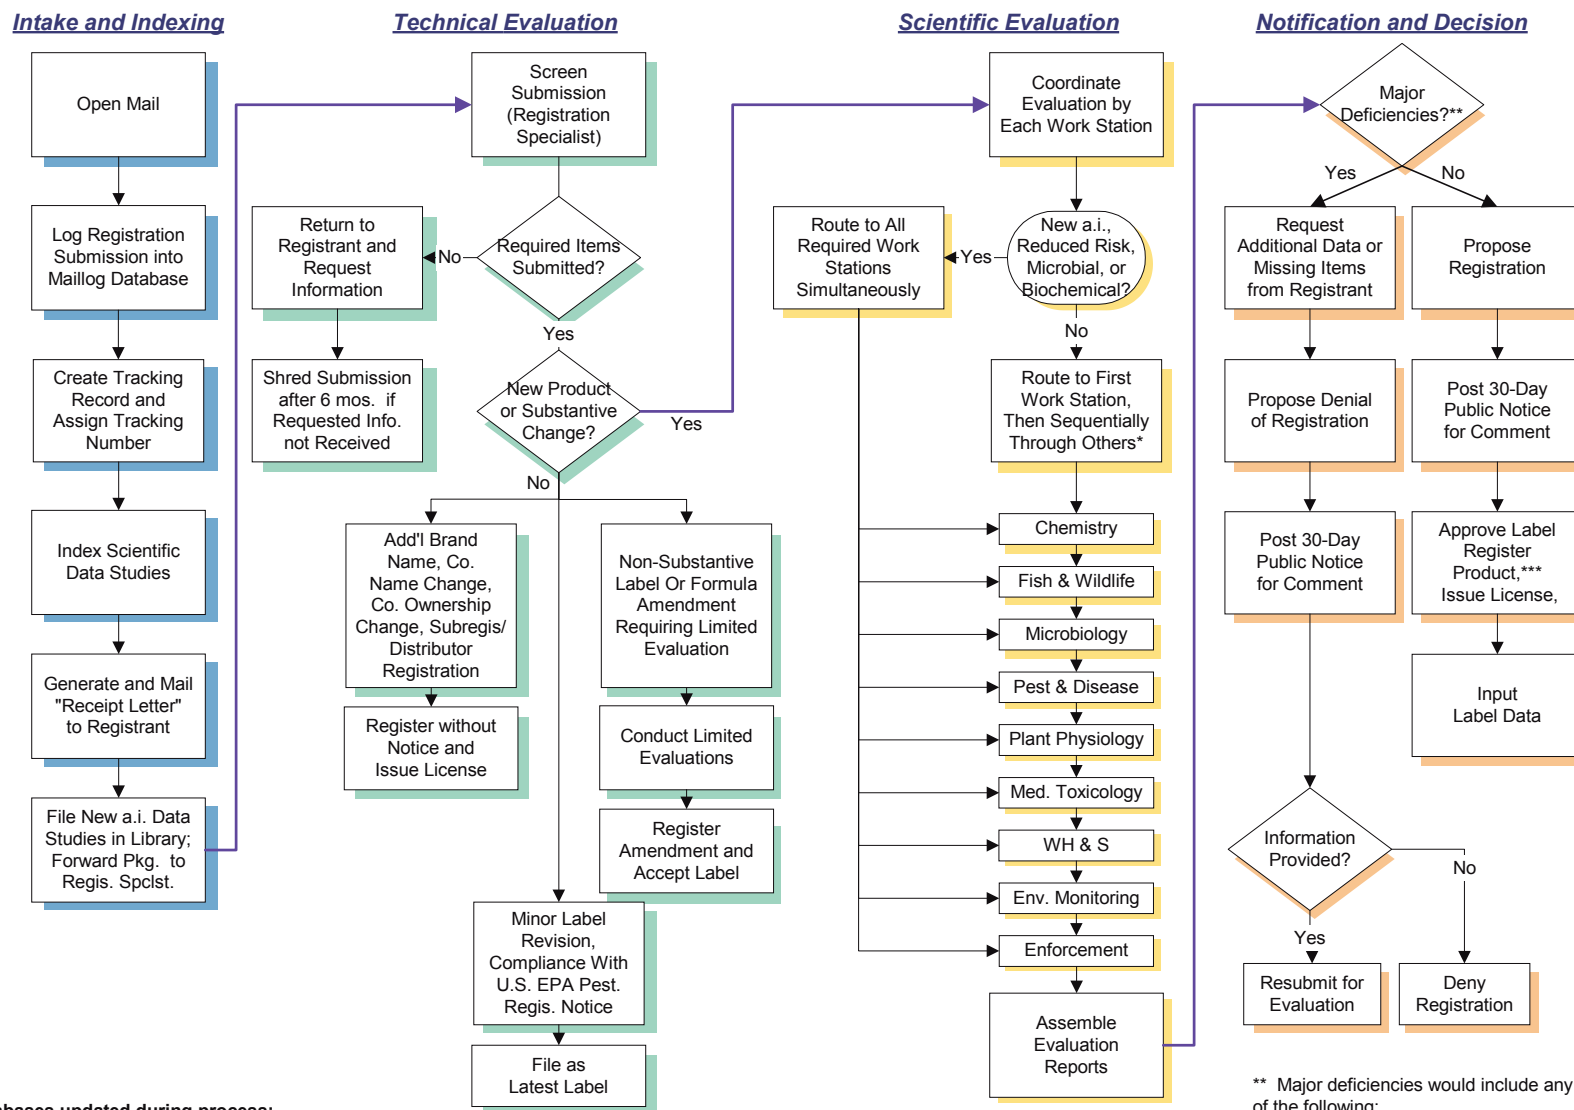 Intake and Indexing
Open Mail
Log Registration
Submission into
Maillog Database
Create Tracking
Record and
Assign Tracking
Number
Index Scientific
Data Studies
Generate and Mail
"Receipt Letter"
to Registrant
File New a.i. Data
Studies in Library;
Forward Pkg. to
Regis. Spclst.
Technical Evaluation
Screen
Submission
(Registration
Specialist)
Required Items
Submitted?
No
Return to
Registrant and
Request
Information
Shred Submission
after 6 mos. if
Requested Info.
not Received
Yes
New Product
or Substantive
Change?
Yes
No
Add'l Brand
Name, Co.
Name Change,
Co. Ownership
Change, Subregis/
Distributor
Registration
Register without
Notice and
Issue License
Non-Substantive
Label Or Formula
Amendment
Requiring Limited
Evaluation
Conduct Limited
Evaluations
Register
Amendment and
Accept Label
Minor Label
Revision,
Compliance With
U.S. EPA Pest.
Regis. Notice
File as
Latest Label
Scientific Evaluation
Coordinate
Evaluation by
Each Work Station
New a.i.,
Reduced Risk,
Microbial, or
Biochemical?
Yes
Route to All
Required Work
Stations
Simultaneously
No
Route to First
Work Station,
Then Sequentially
Through Others*
Chemistry
Fish & Wildlife
Microbiology
Pest & Disease
Plant Physiology
Med. Toxicology
WH & S
Env. Monitoring
Enforcement
Assemble
Evaluation
Reports
Notification and Decision
Major
Deficiencies?**
Yes
No
Request
Additional Data or
Missing Items
from Registrant
Propose Denial
of Registration
Post 30-Day
Public Notice
for Comment
Information
Provided?
Yes
No
Resubmit for
Evaluation
Deny
Registration
Propose
Registration
Post 30-Day
Public Notice
for Comment
Approve Label
Register
Product,***
Issue License,
Input
Label Data
** Major deficiencies would include any
of the following:
updated during process: